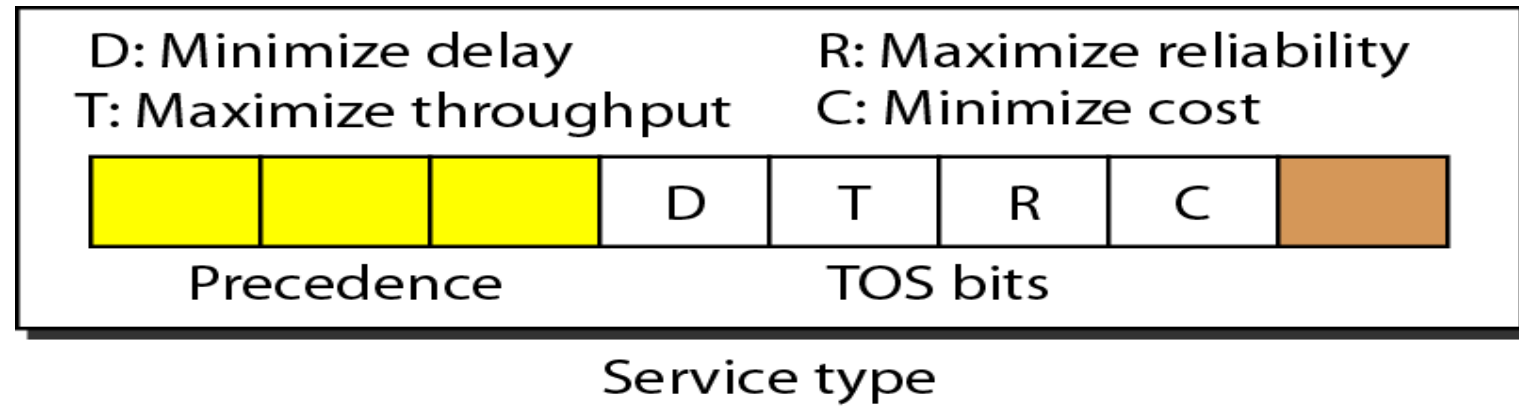 D: Minimize delay R: Maximize reliability
T: Maximize throughput C: Minimize cost
D T R C
Precedence TOS bits
Service type